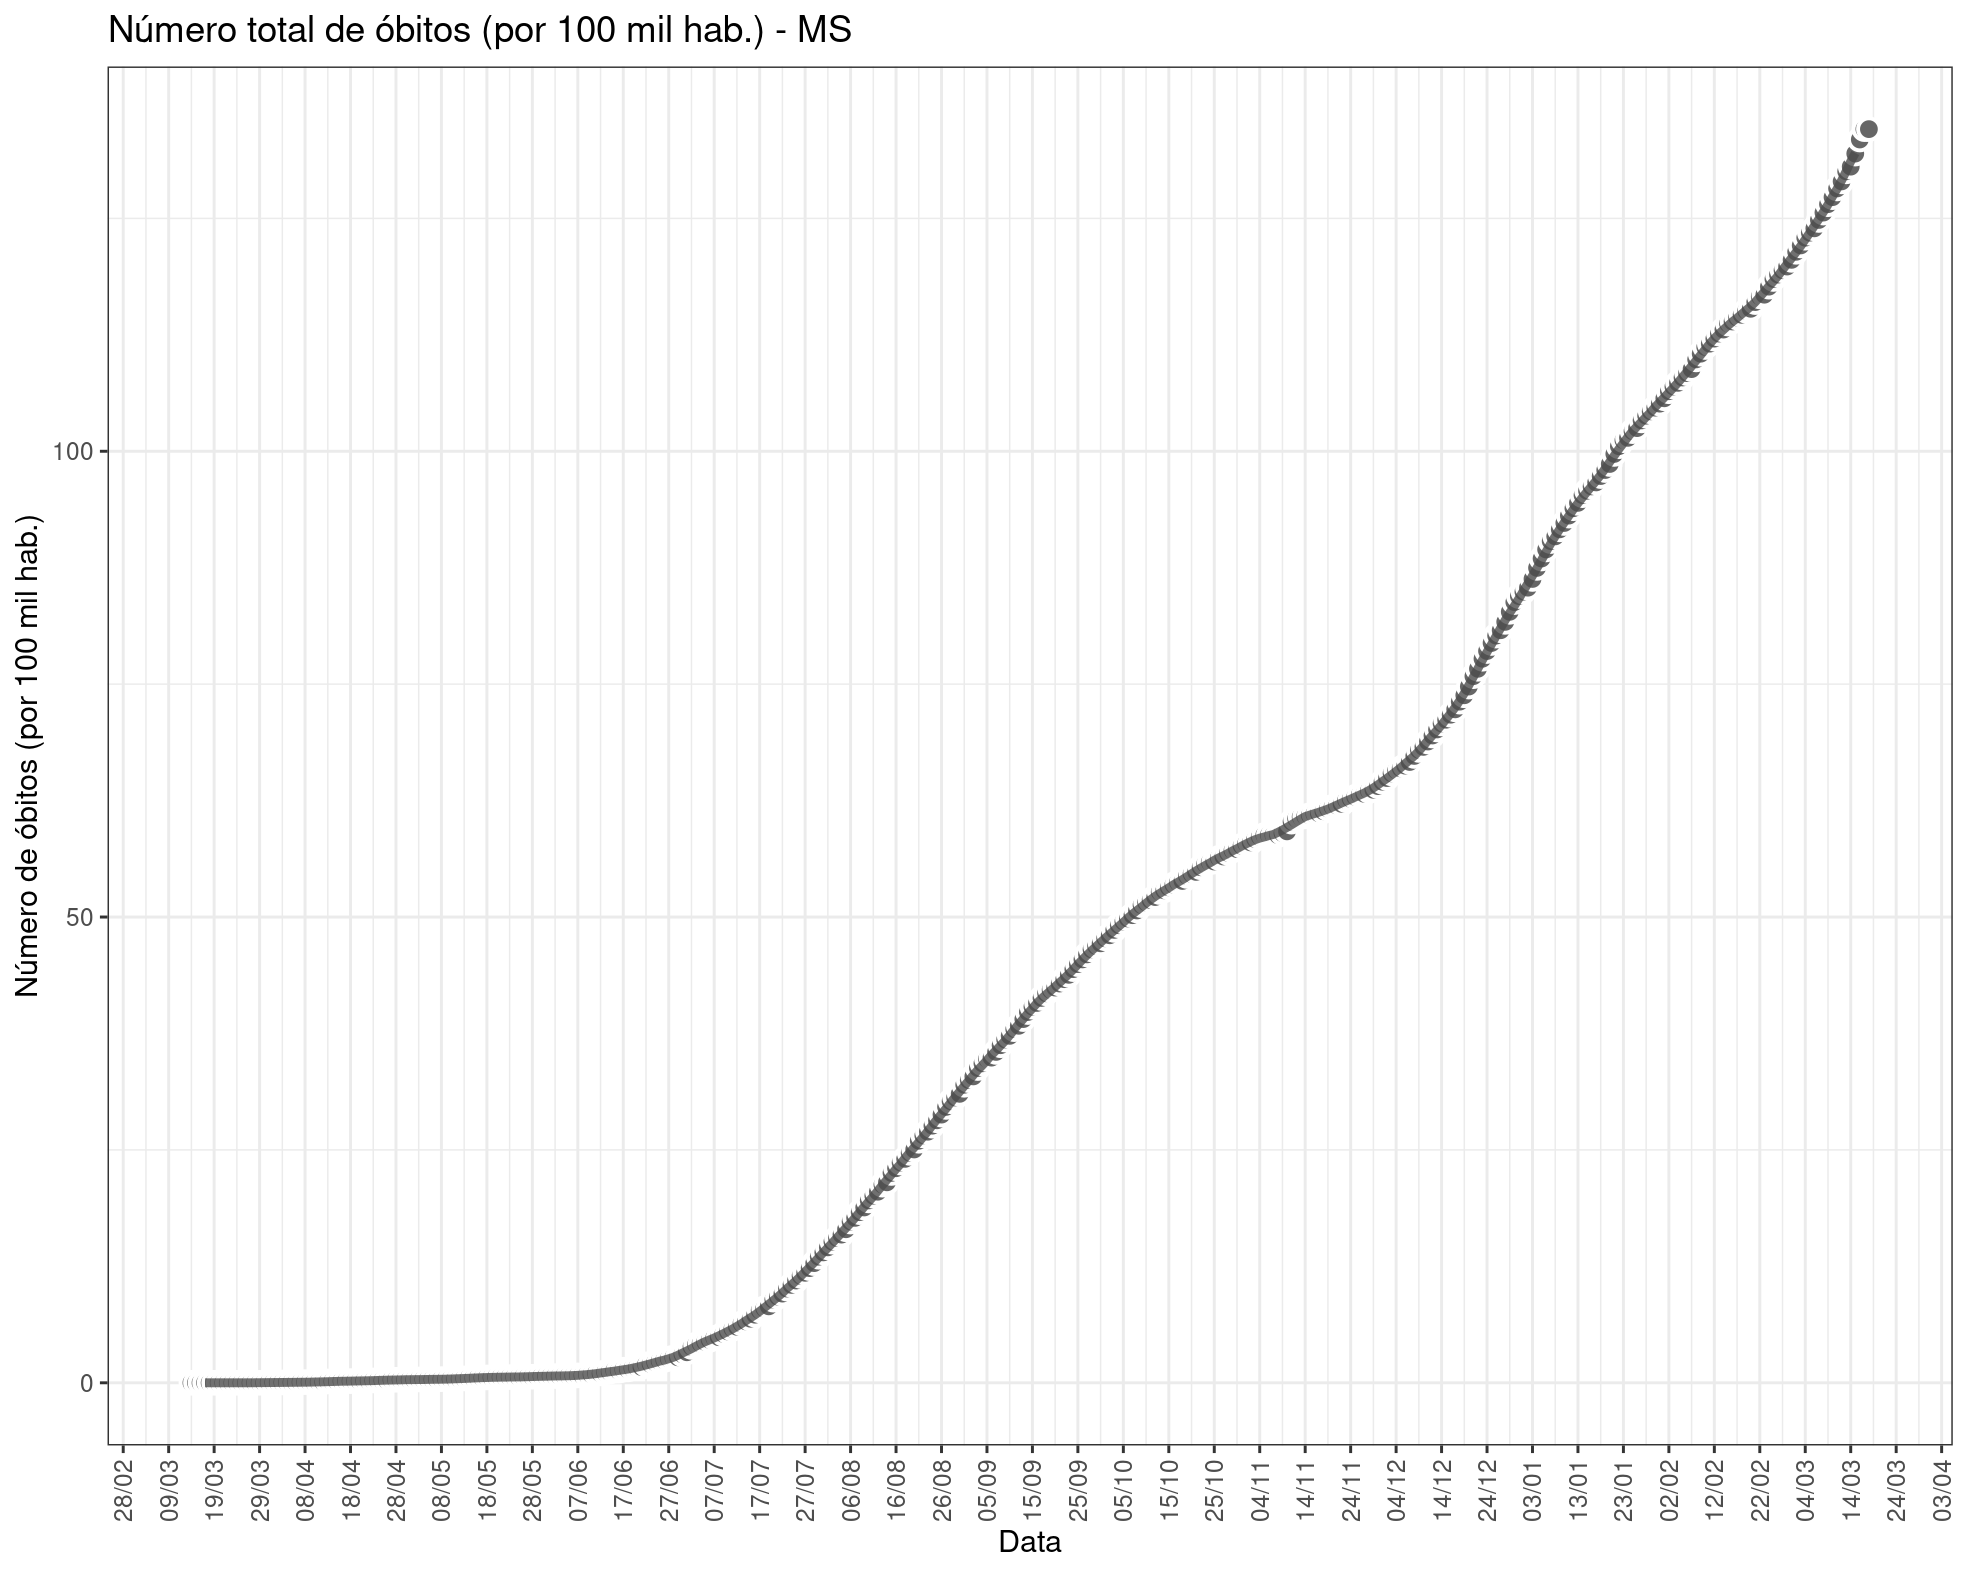 Número total de óbitos (por 100 mil hab.) - MS
Número de óbitos (por 100 mil hab.)
100
50
0
28/02 09/03 19/03 29/03 08/04 18/04 28/04 08/05 18/05 28/05 07/06 17/06 27/06 07/07 17/07 27/07 06/08 16/08 26/08 05/09 15/09 25/09 05/10 15/10 25/10 04/11 14/11 24/11 04/12 14/12 24/12 03/01 13/01 23/01 02/02 12/02 22/02 04/03 14/03 24/03 03/04
Data